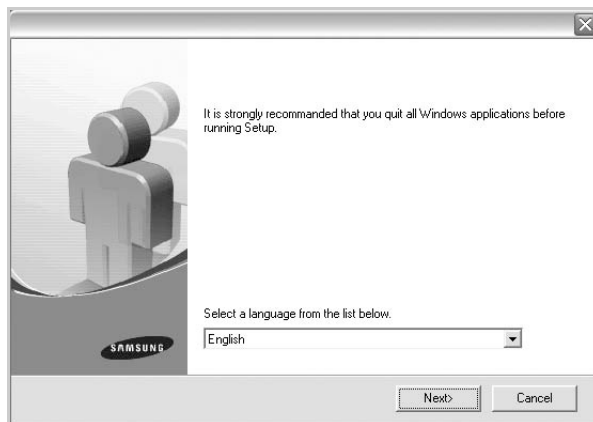 It is strongly recommanded that you quit all Windows applications before
running Setup.
Select a language from the list below.
English
SAMSUNG
Next>
Cancel